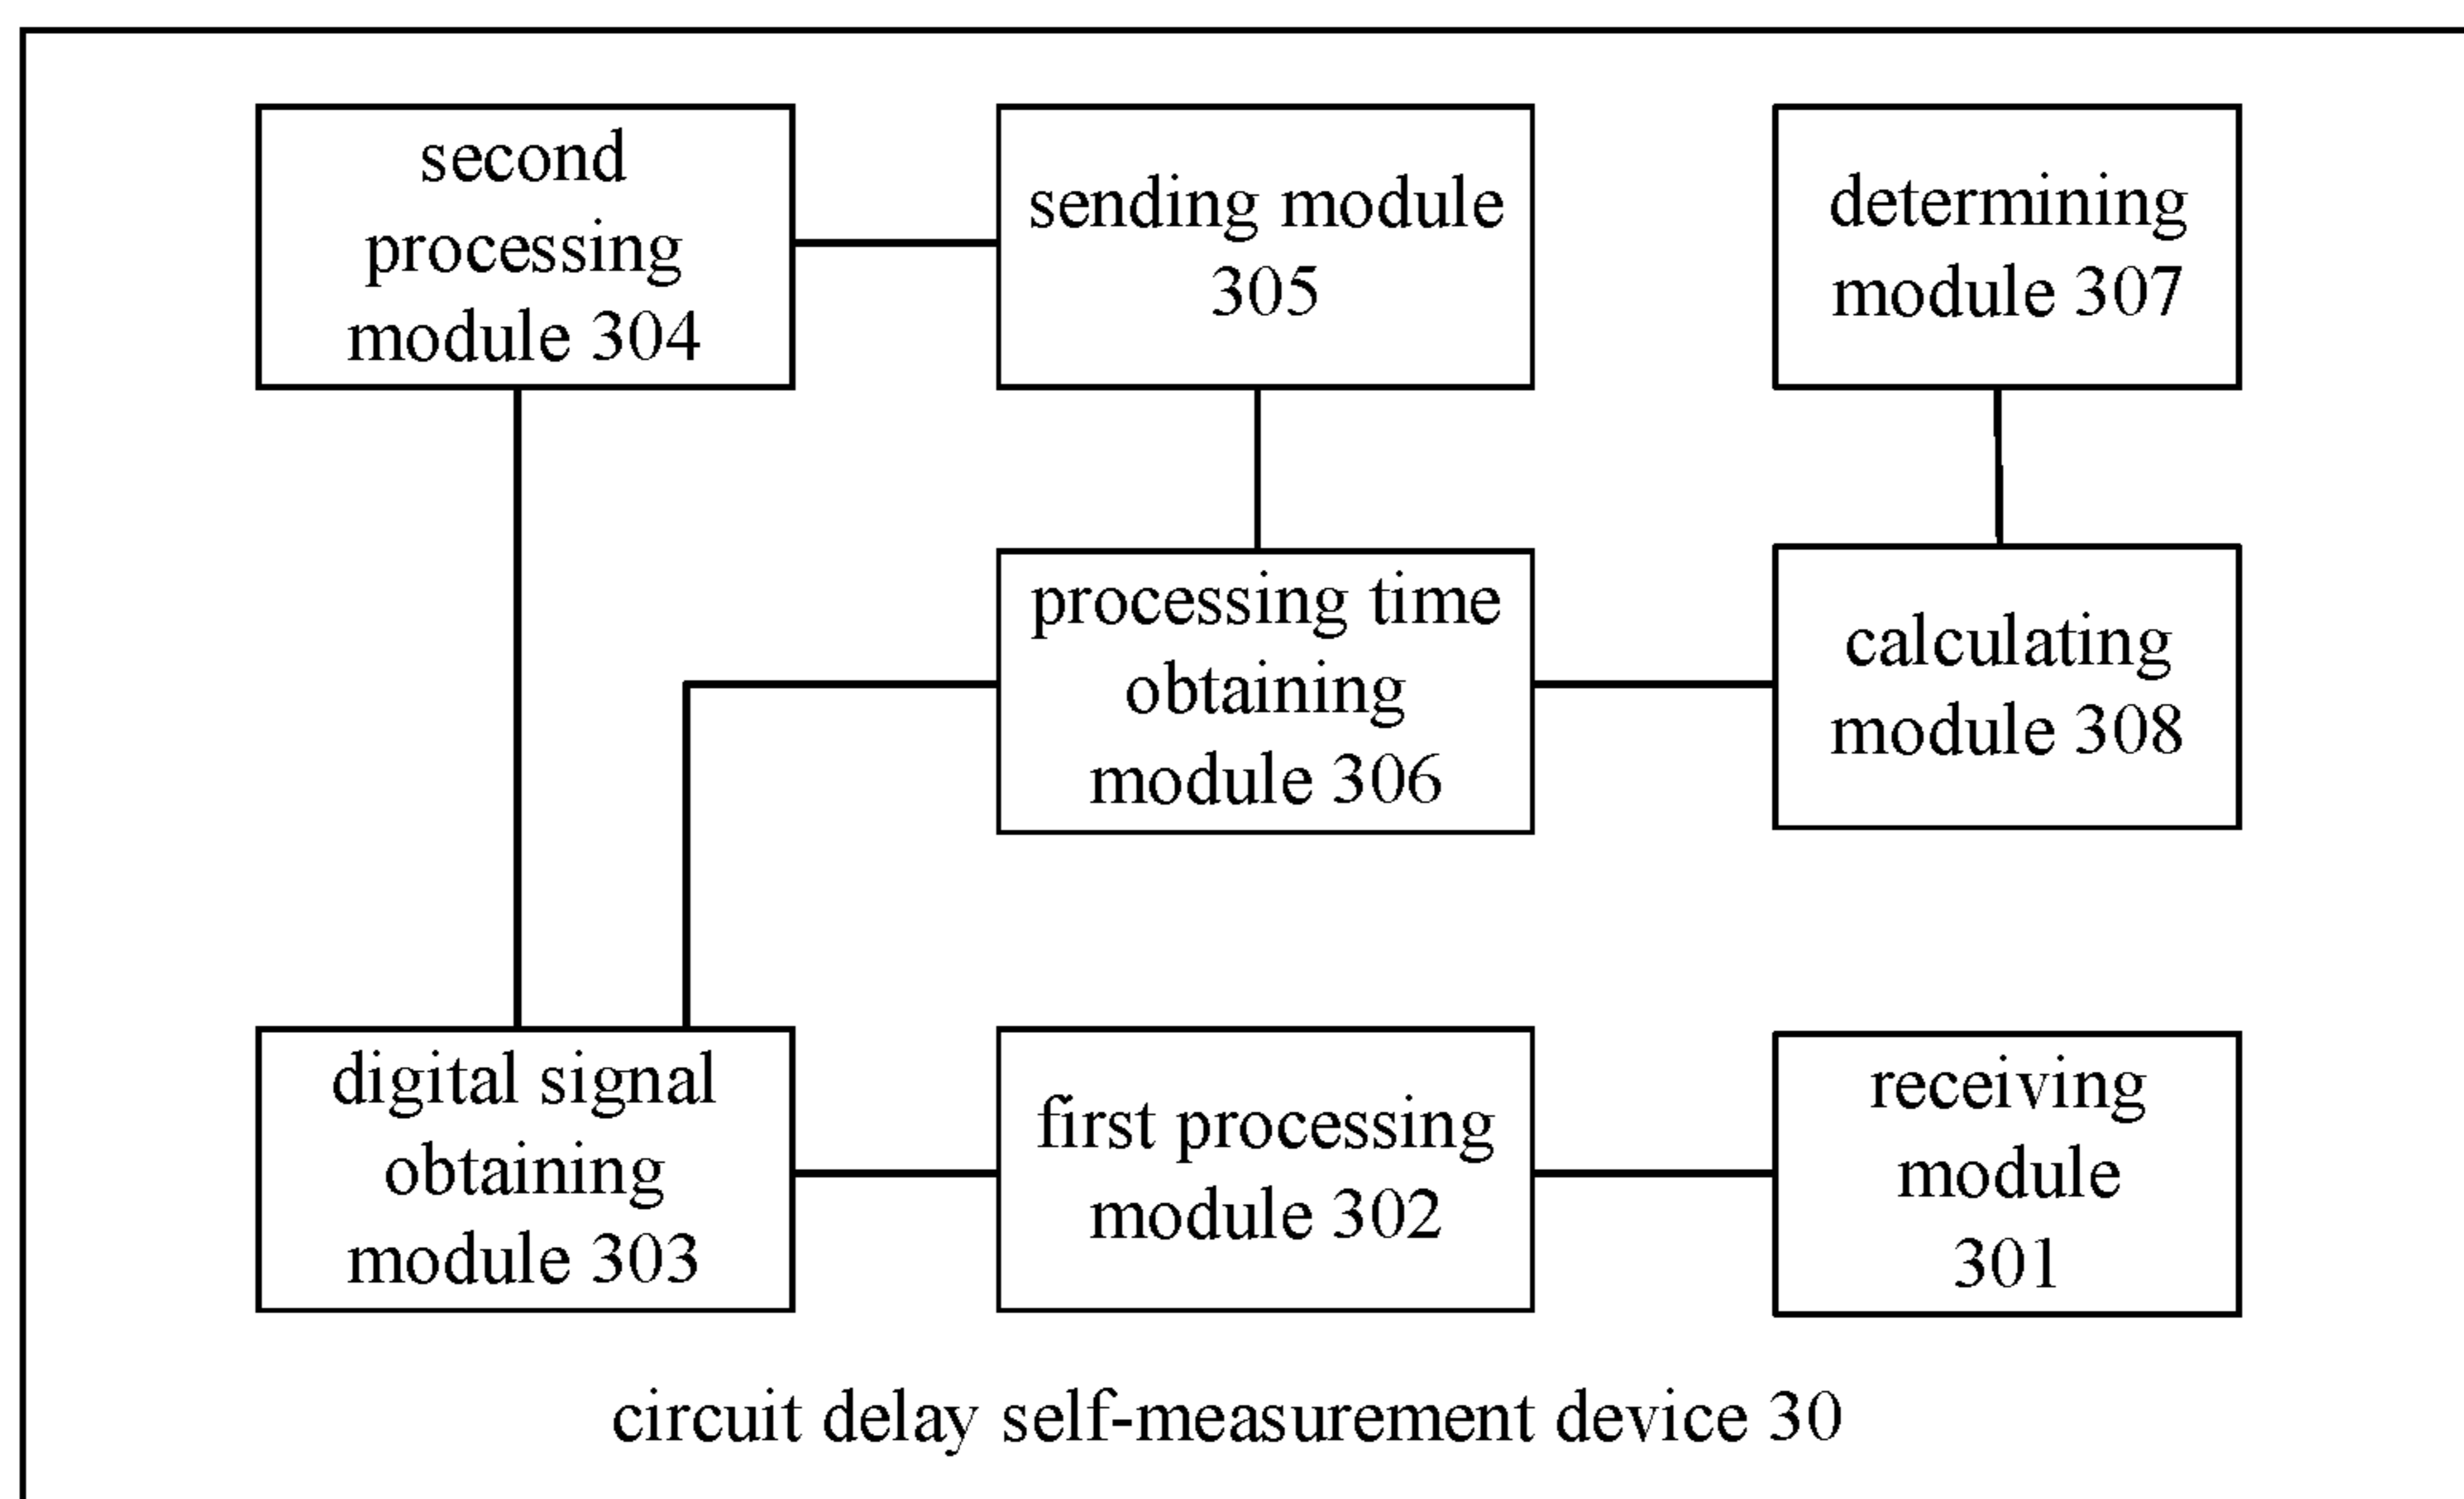 second
processing
module 304
sending module
305
determining
module 307
processing time
obtaining
module 306
calculating
module 308
digital signal
obtaining
module 303
first processing
module 302
receiving
module
301
circuit delay self-measurement device 30